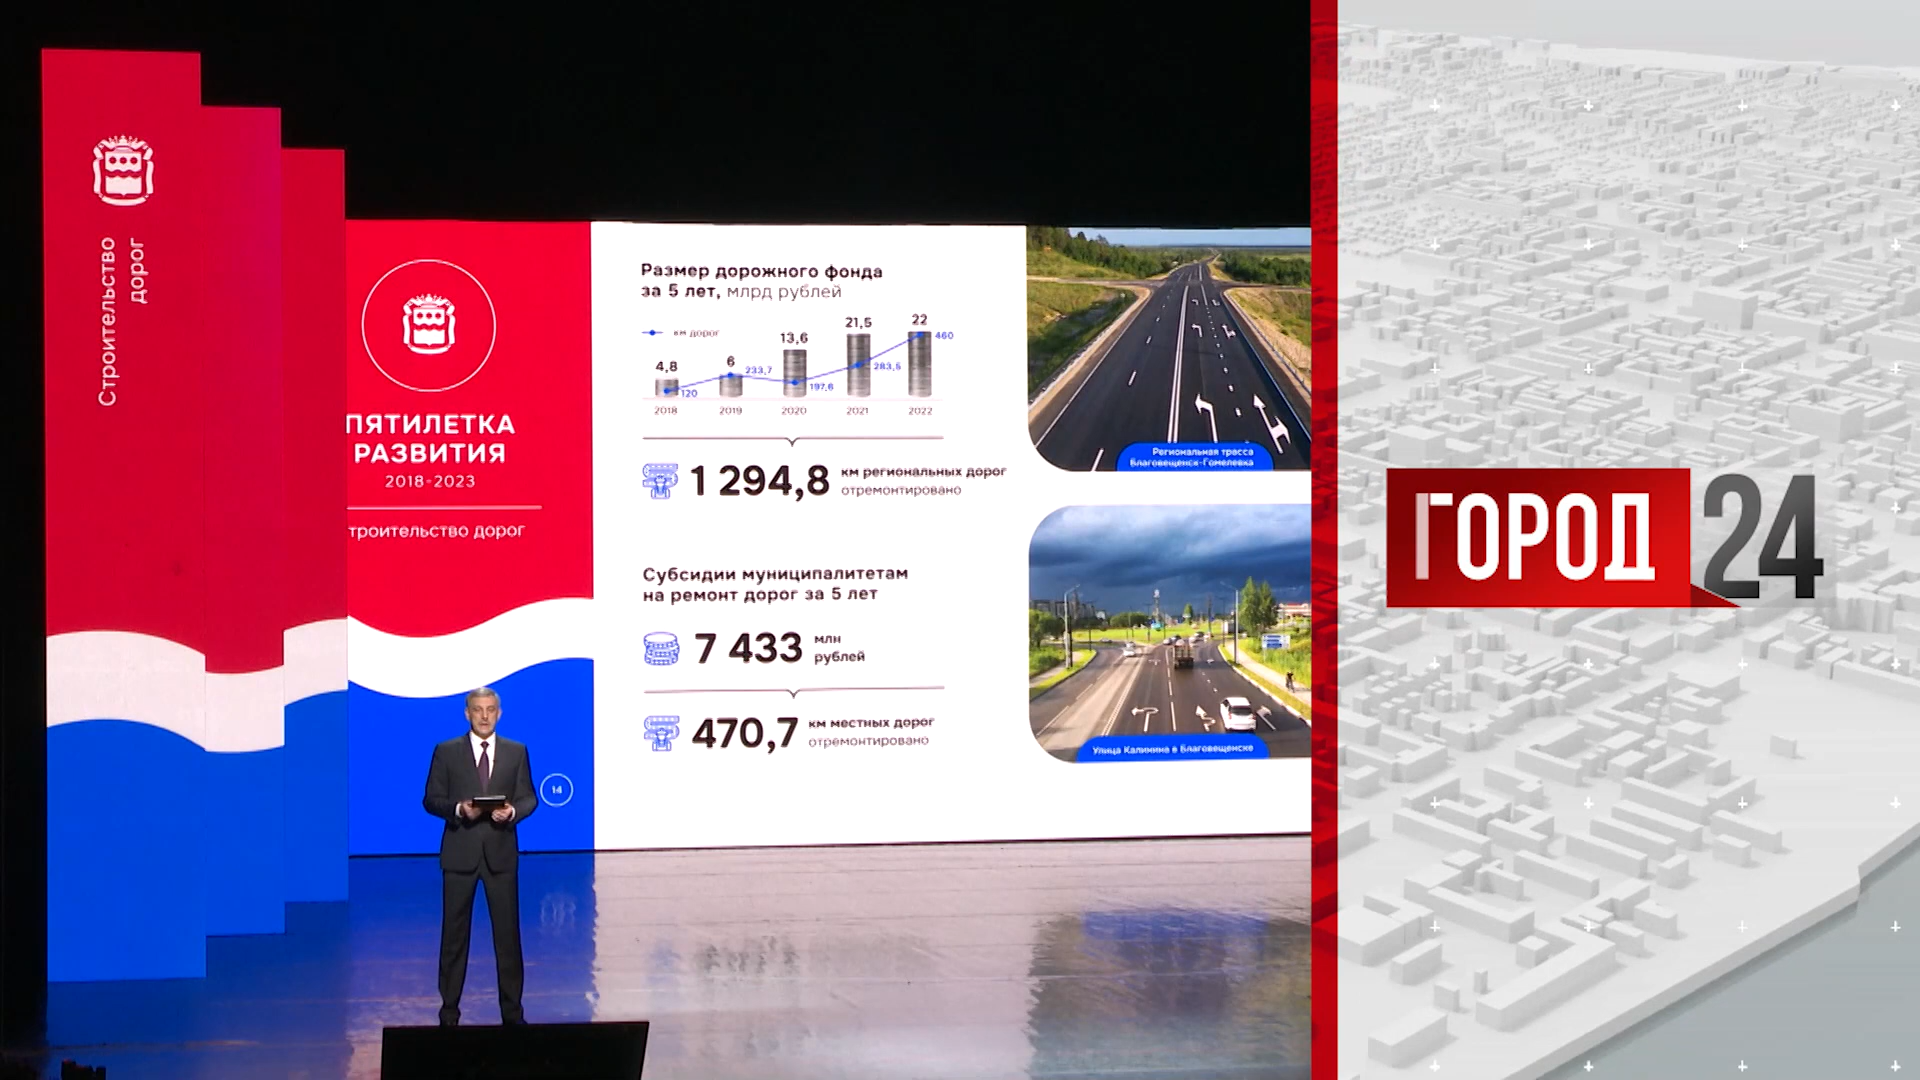 Строительство
дорог
ПЯТИЛЕТКА
РАЗВИТИЯ
2018-2023
троительство дорог
14
Размер дорожного фонда
за 5 лет, млрд рублей
км дорог
4,8
6
13,6
21,5
22
120
233,7
197,6
283,5
460
2018
2019
2020
2021
2022
1 294,8
км региональных дорог
отремонтировано
Субсидии муниципалитетам
на ремонт дорог за 5 лет
7 433
млн
рублей
470,7
км местных дорог
отремонтировано
Региональная трасса
Благовещенск-Гомелевка
Улица Калинина в Благовещенске
ГОРОД 24